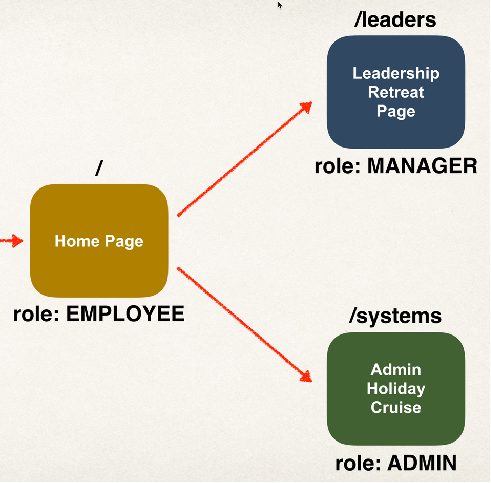 /leaders
Leadership
Retreat
Page
role: MANAGER
/
Home Page
role: EMPLOYEE
/systems
Admin
Holiday
Cruise
role: ADMIN